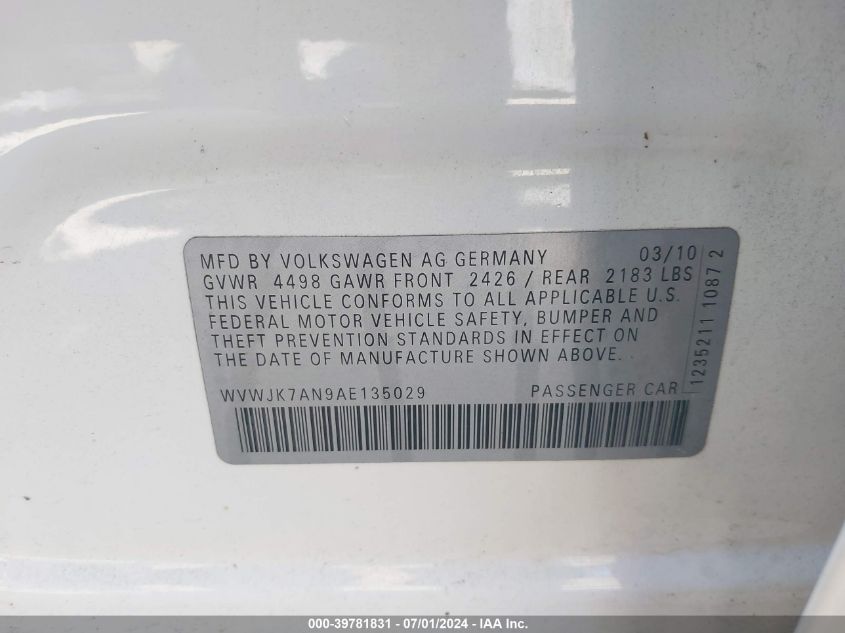 MFD BY VOLKSWAGEN AG GERMANY 03/10
GVWR 4498 GAWR FRONT 2426 / REAR 2183 LBS
THIS VEHICLE CONFORMS TO ALL APPLICABLE U.S.
FEDERAL MOTOR VEHICLE SAFETY, BUMPER AND
THEFT PREVENTION STANDARDS IN EFFECT ON
THE DATE OF MANUFACTURE SHOWN ABOVE.
WVWJK7AN9AE135029 PASSENGER CAR
1235211 1087 2
000-39781831 - 07/01/2024 - IAA Inc.